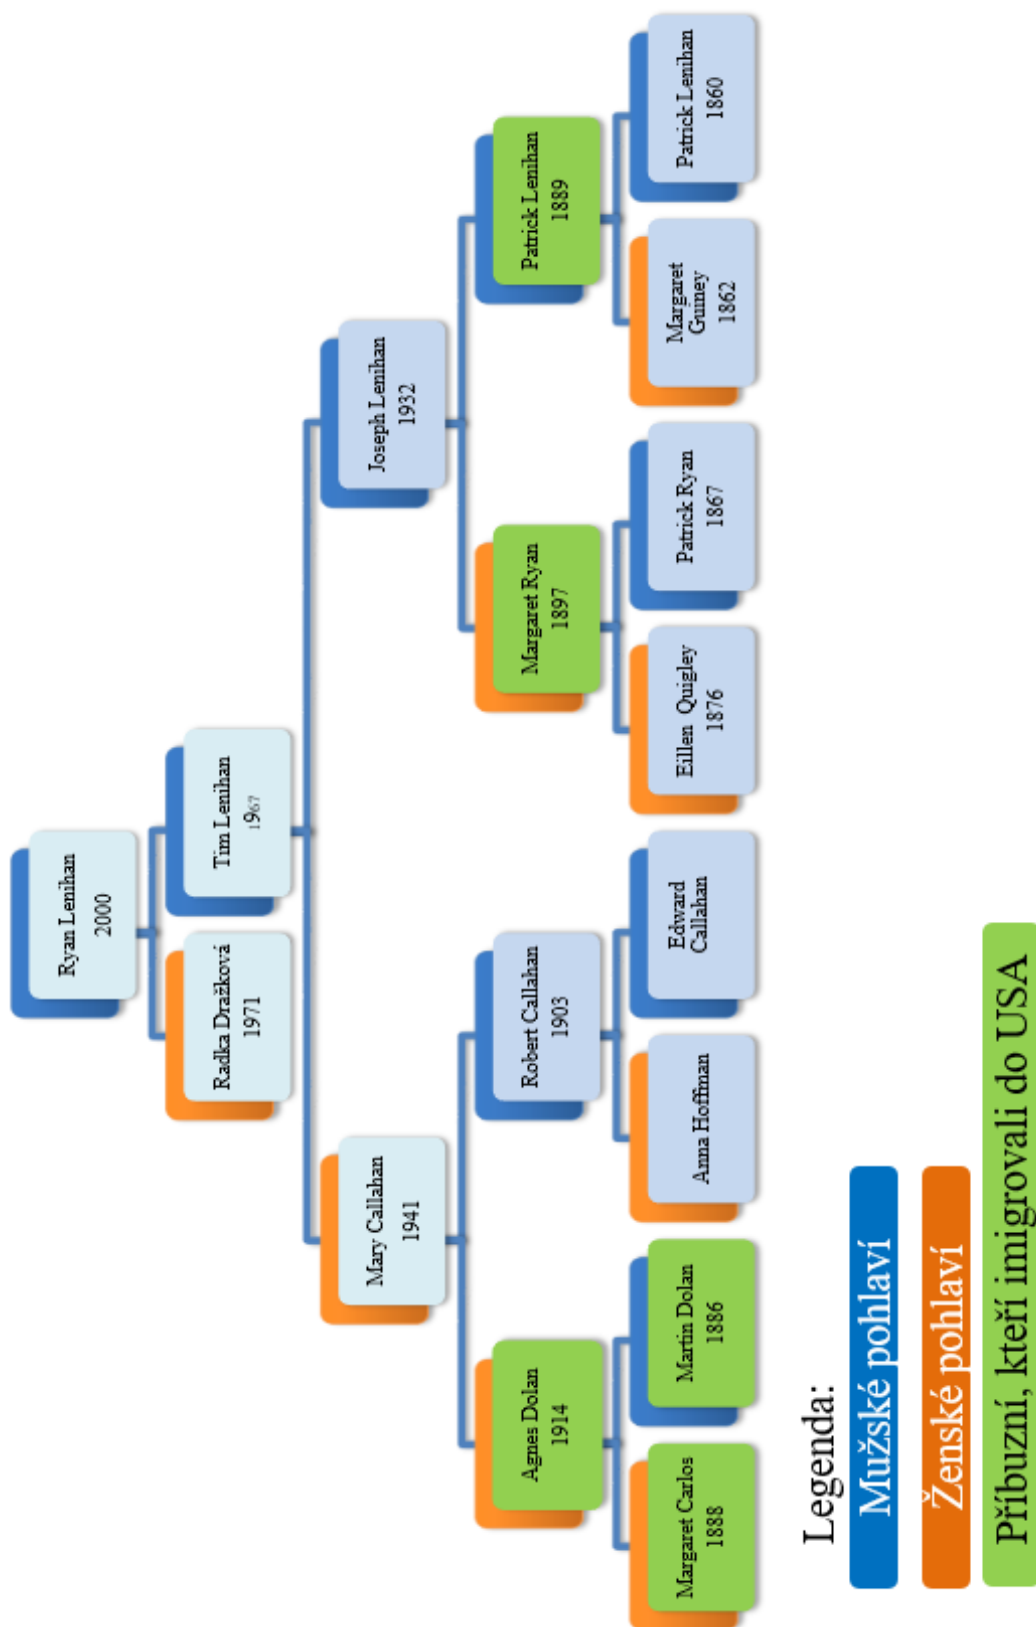 Ryan Lenihan
2000
Radka Dražková
1971
Tim Lenihan
1967
Mary Callahan
1941
Joseph Lenihan
1932
Agnes Dolan
1914
Robert Callahan
1903
Margaret Ryan
1897
Patrick Lenihan
1889
Margaret Carlos
1888
Martin Dolan
1886
Anna Hoffman
Edward
Callahan
Eillen Quigley
1876
Patrick Ryan
1867
Margaret
Guiney
1862
Patrick Lenihan
1860
Legenda:
Mužské pohlaví
Ženské pohlaví
Příbuzní, kteří imigrovali do USA